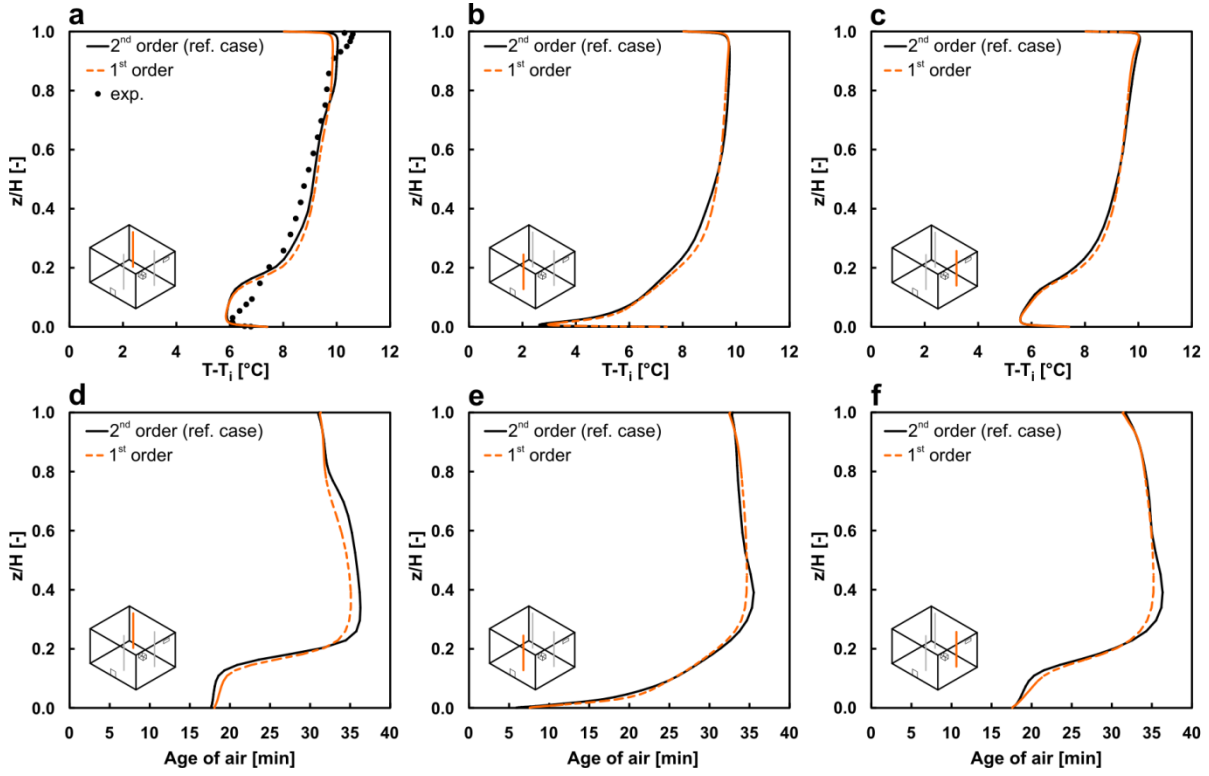 a
1.0
0.8
0.6
0.4
0.2
0.0
z/H [-]
2nd order (ref. case)
1st order
exp.
0 2 4 6 8 10 12
T-Ti [°C]
b
1.0
0.8
0.6
0.4
0.2
0.0
z/H [-]
2nd order (ref. case)
1st order
0 2 4 6 8 10 12
T-Ti [°C]
c
1.0
0.8
0.6
0.4
0.2
0.0
z/H [-]
2nd order (ref. case)
1st order
0 2 4 6 8 10 12
T-Ti [°C]
d
1.0
0.8
0.6
0.4
0.2
0.0
z/H [-]
2nd order (ref. case)
1st order
0 5 10 15 20 25 30 35 40
Age of air [min]
e
1.0
0.8
0.6
0.4
0.2
0.0
z/H [-]
2nd order (ref. case)
1st order
0 5 10 15 20 25 30 35 40
Age of air [min]
f
1.0
0.8
0.6
0.4
0.2
0.0
z/H [-]
2nd order (ref. case)
1st order
0 5 10 15 20 25 30 35 40
Age of air [min]